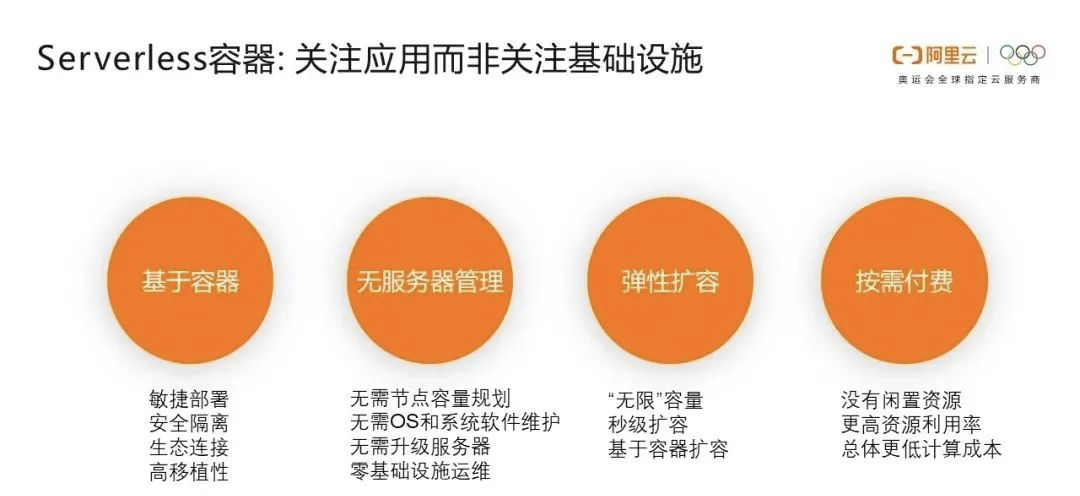 Serverless容器: 关注应用而非关注基础设施
阿里云
奥运会全球指定云服务商
基于容器
无服务器管理
弹性扩容
按需付费
敏捷部署
安全隔离
生态连接
高移植性
无需节点容量规划
无需OS和系统软件维护
无需升级服务器
零基础设施运维
“无限”容量
秒级扩容
基于容器扩容
没有闲置资源
更高资源利用率
总体更低计算成本